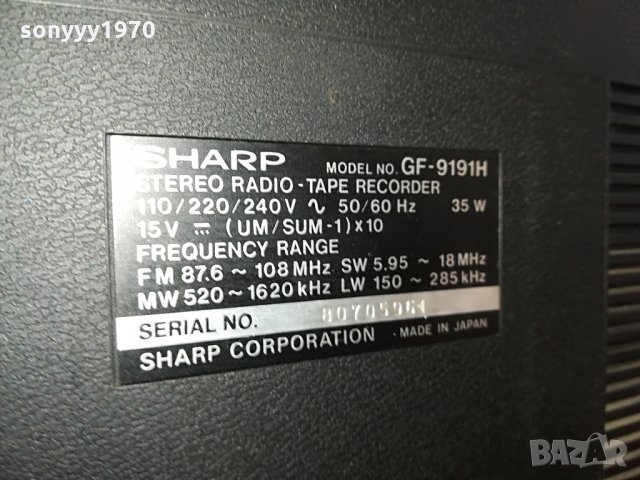 sonyyy1970
SHARP MODEL NO. GF-9191H
STEREO RADIO-TAPE RECORDER
110/220/240V ∿ 50/60 Hz 35 W
15V ⎓ (UM/SUM-1)x10
FREQUENCY RANGE
FM 87.6 ~ 108 MHz SW 5.95 ~ 18 MHz
MW 520 ~ 1620 kHz LW 150 ~ 285 kHz
SERIAL NO. 80705961
SHARP CORPORATION · MADE IN JAPAN
BAZAR